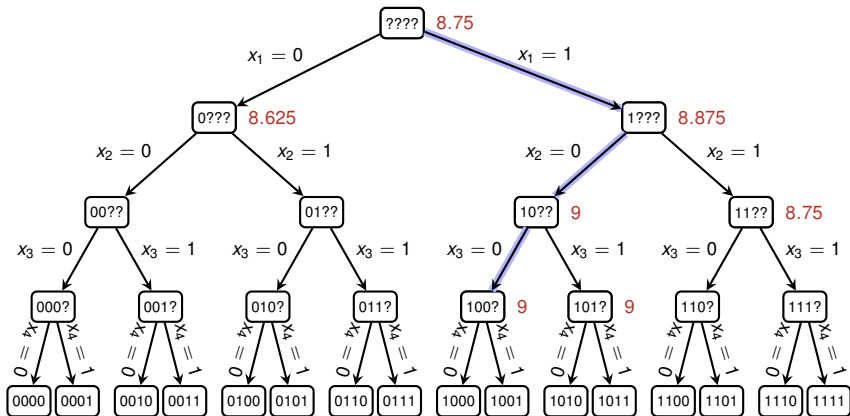 ???? 8.75
x₁ = 0 x₁ = 1
0??? 8.625 1??? 8.875
x₂ = 0 x₂ = 1 x₂ = 0 x₂ = 1
00?? 01?? 10?? 9 11?? 8.75
x₃ = 0 x₃ = 1 x₃ = 0 x₃ = 1 x₃ = 0 x₃ = 1 x₃ = 0 x₃ = 1
000? 001? 010? 011? 100? 9 101? 9 110? 111?
x₄ = 0 x₄ = 1 x₄ = 0 x₄ = 1 x₄ = 0 x₄ = 1 x₄ = 0 x₄ = 1 x₄ = 0 x₄ = 1 x₄ = 0 x₄ = 1 x₄ = 0 x₄ = 1 x₄ = 0 x₄ = 1
0000 0001 0010 0011 0100 0101 0110 0111 1000 1001 1010 1011 1100 1101 1110 1111